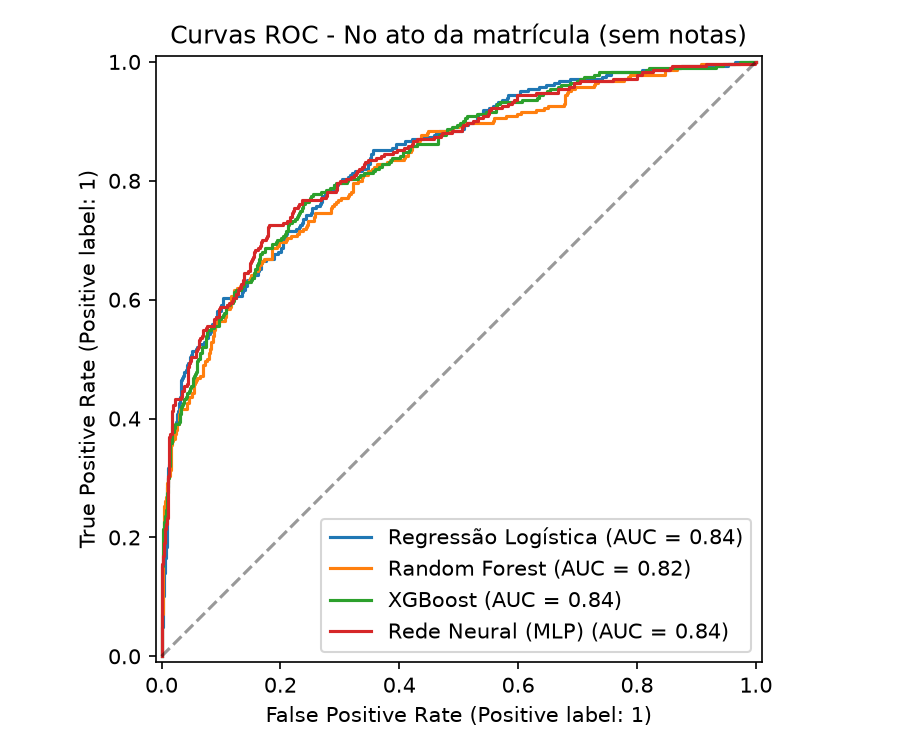 Curvas ROC - No ato da matrícula (sem notas)
True Positive Rate (Positive label: 1)
1.0
0.8
0.6
0.4
0.2
0.0
Regressão Logística (AUC = 0.84)
Random Forest (AUC = 0.82)
XGBoost (AUC = 0.84)
Rede Neural (MLP) (AUC = 0.84)
0.0 0.2 0.4 0.6 0.8 1.0
False Positive Rate (Positive label: 1)